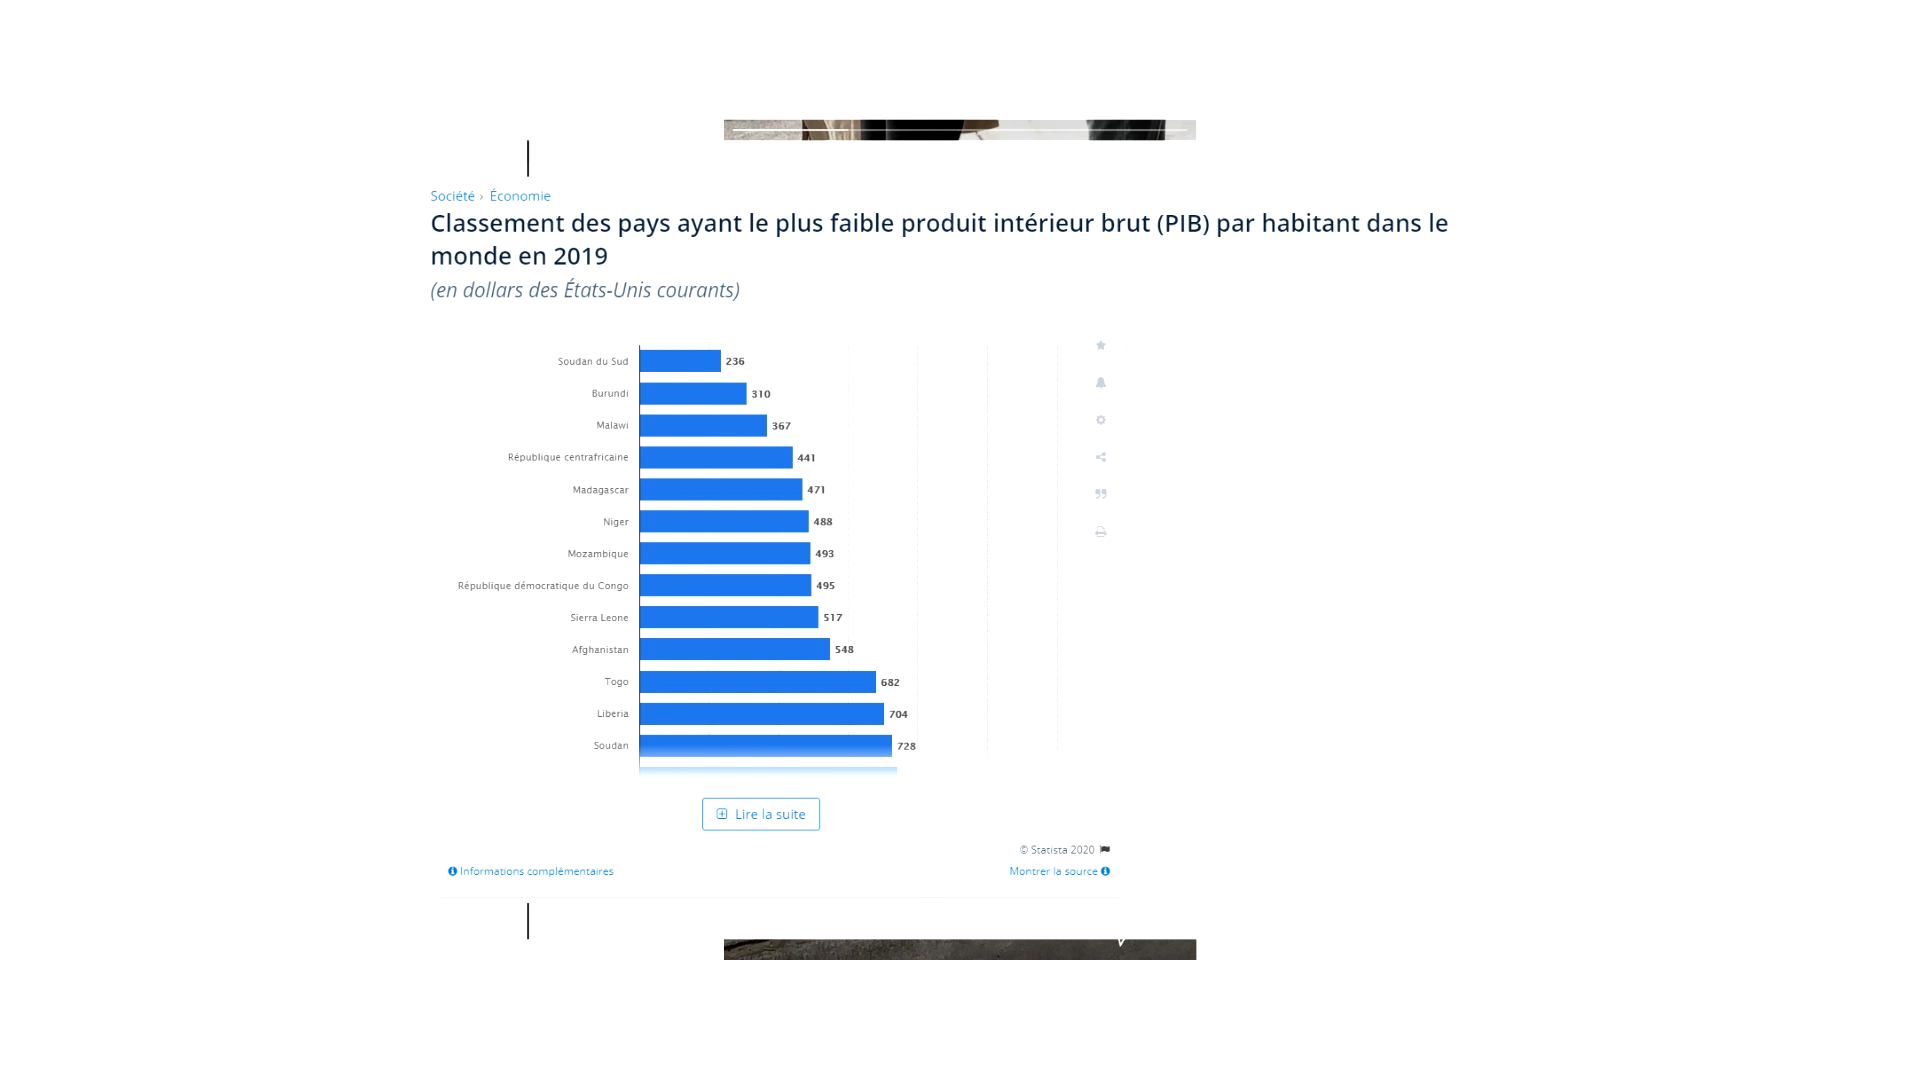 Société › Économie
Classement des pays ayant le plus faible produit intérieur brut (PIB) par habitant dans le
monde en 2019
(en dollars des États-Unis courants)
Soudan du Sud 236
Burundi 310
Malawi 367
République centrafricaine 441
Madagascar 471
Niger 488
Mozambique 493
République démocratique du Congo 495
Sierra Leone 517
Afghanistan 548
Togo 682
Liberia 704
Soudan 728
Lire la suite
© Statista 2020
Informations complémentaires
Montrer la source